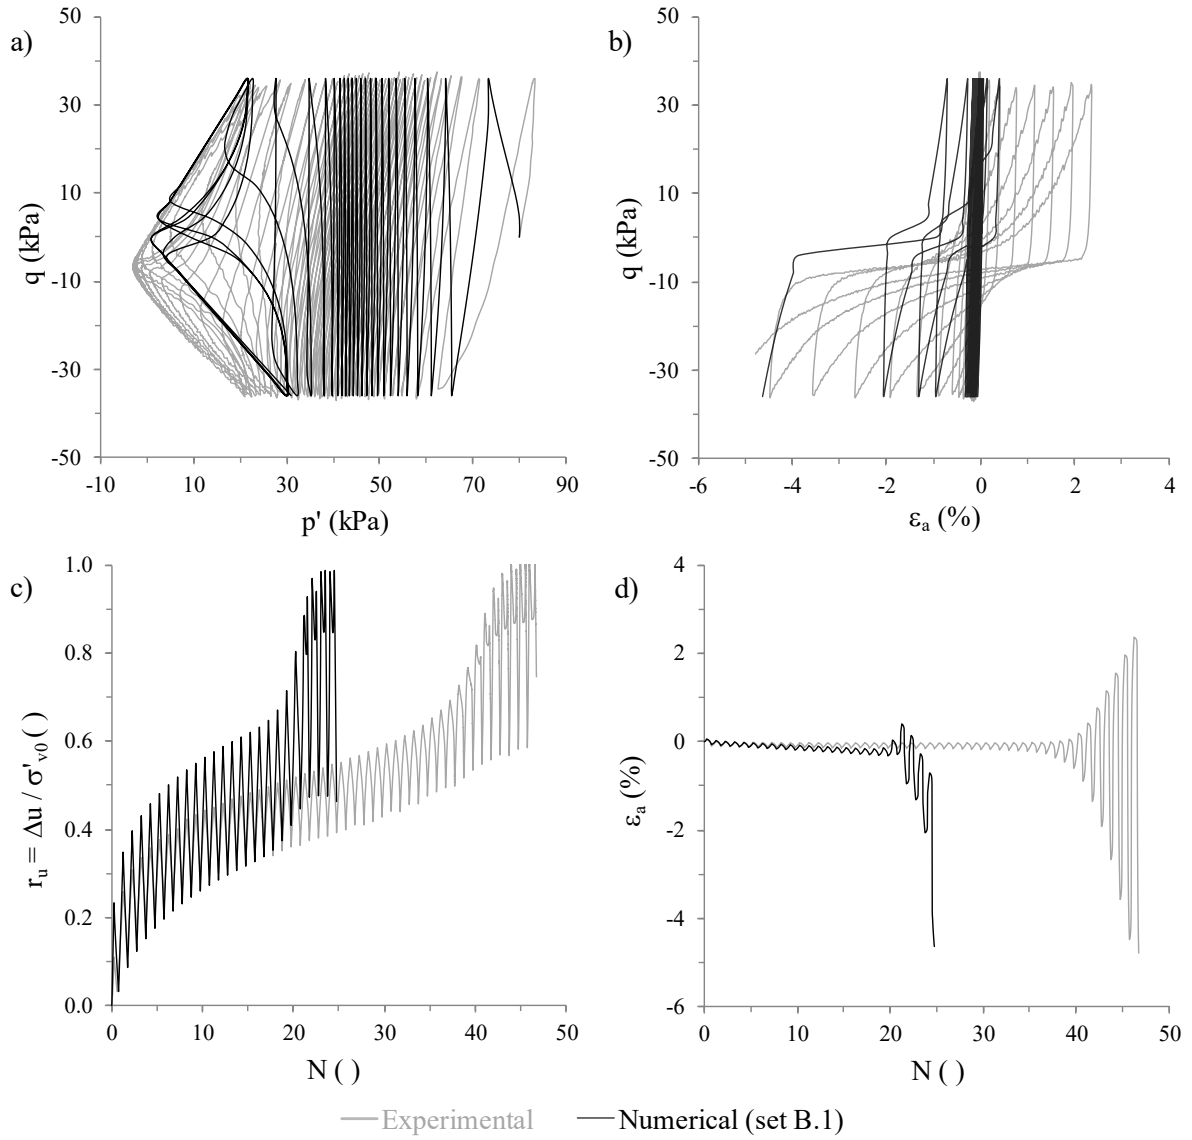 a)
50
30
10
-10
-30
-50
q (kPa)
-10 10 30 50 70 90
p' (kPa)
b)
50
30
10
-10
-30
-50
q (kPa)
-6 -4 -2 0 2 4
εa (%)
c)
1.0
0.8
0.6
0.4
0.2
0.0
ru = Δu / σ'v0 ( )
0 10 20 30 40 50
N ( )
d)
4
2
0
-2
-4
-6
εa (%)
0 10 20 30 40 50
N ( )
Experimental Numerical (set B.1)